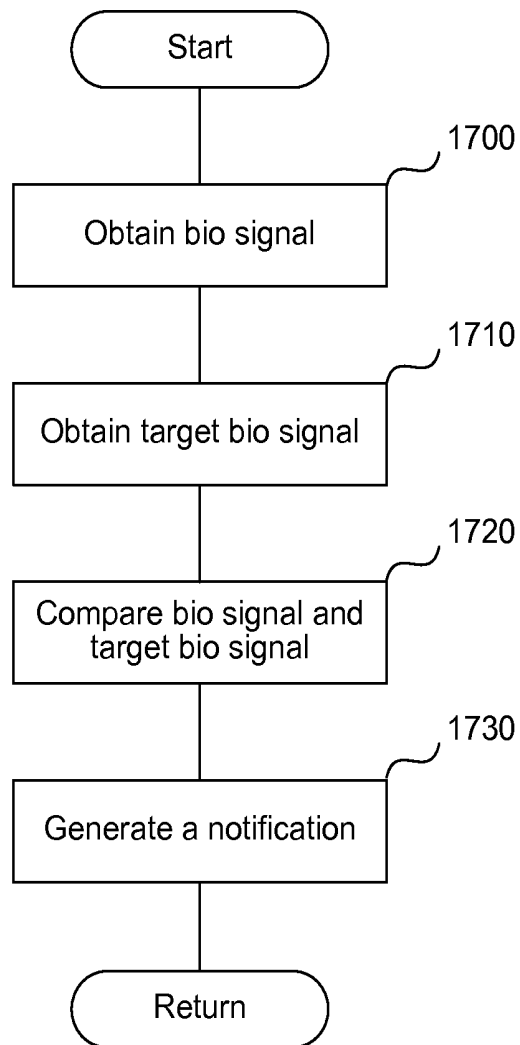 Start
1700
Obtain bio signal
1710
Obtain target bio signal
1720
Compare bio signal and
target bio signal
1730
Generate a notification
Return